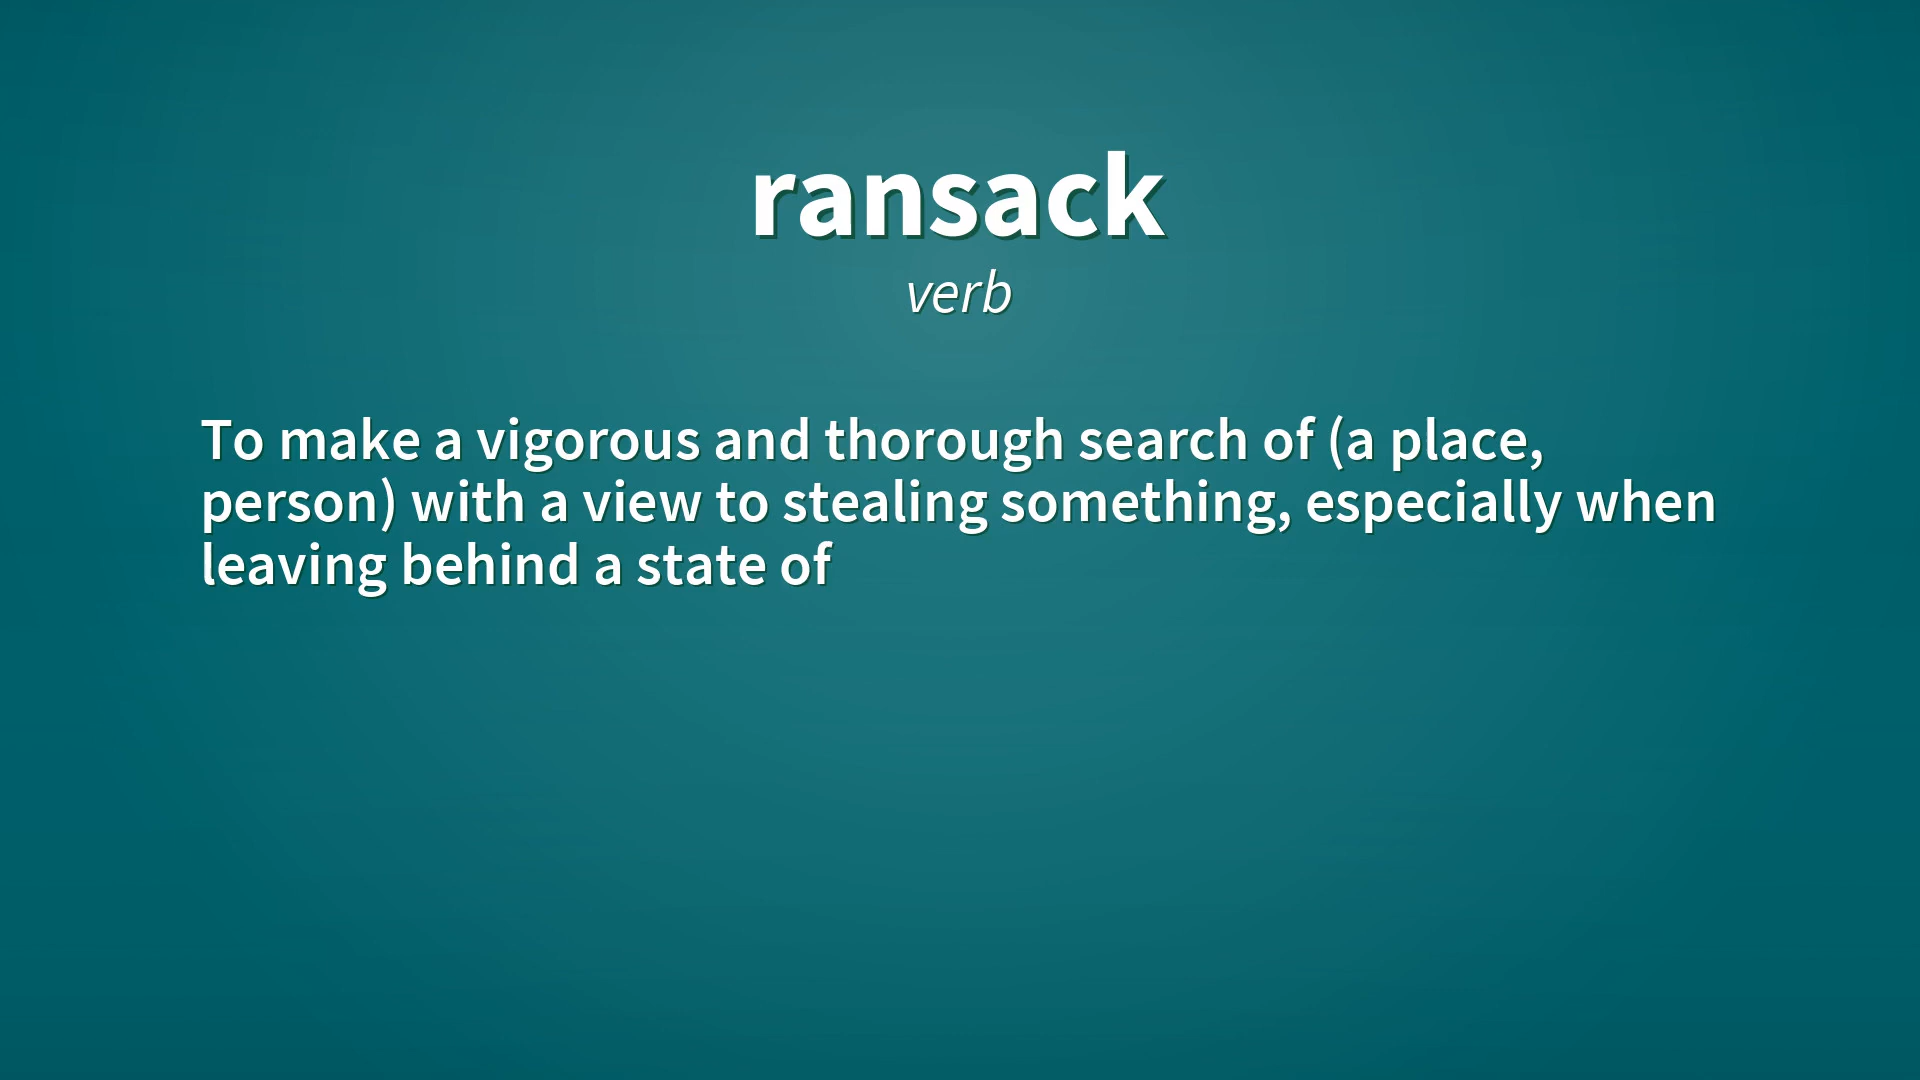 ransack
verb
To make a vigorous and thorough search of (a place,
person) with a view to stealing something, especially when
leaving behind a state of